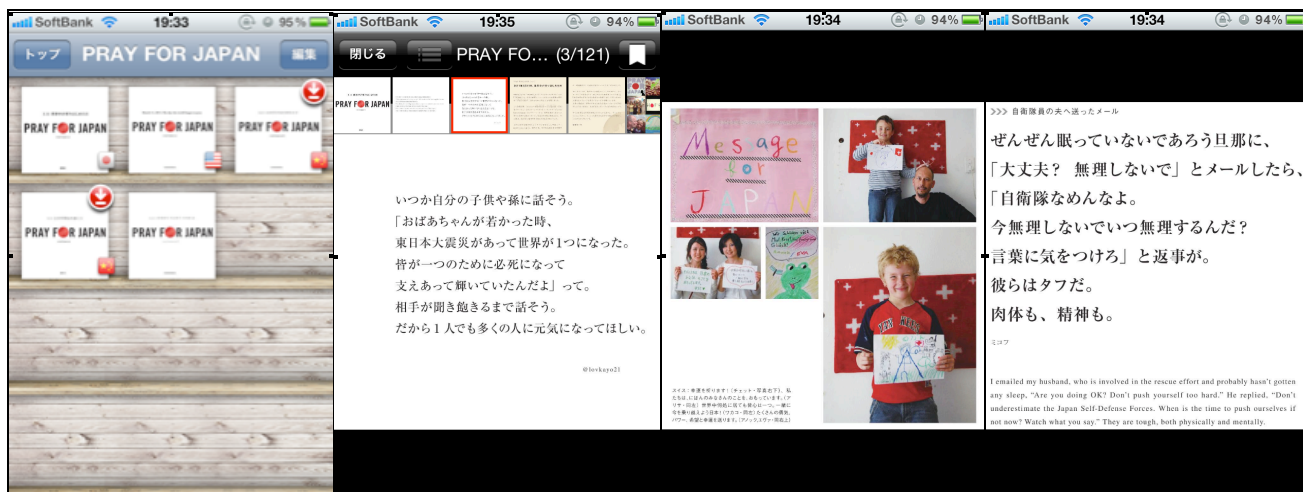 SoftBank 19:33 95%
トップ PRAY FOR JAPAN 編集
PRAY FOR JAPAN
PRAY FOR JAPAN
PRAY FOR JAPAN
PRAY FOR JAPAN
PRAY FOR JAPAN
SoftBank 19:35 94%
閉じる PRAY FO... (3/121)
PRAY FOR JAPAN
いつか自分の子供や孫に話そう。
「おばあちゃんが若かった時、
東日本大震災があって世界が1つになった。
皆が一つのために必死になって
支えあって輝いていたんだよ」って。
相手が聞き飽きるまで話そう。
だから1人でも多くの人に元気になってほしい。
@lovkayo21
SoftBank 19:34 94%
Message
for
JAPAN
SoftBank 19:34 94%
>>> 自衛隊員の夫へ送ったメール
ぜんぜん眠っていないであろう旦那に、
「大丈夫? 無理しないで」とメールしたら、
「自衛隊なめんなよ。
今無理しないでいつ無理するんだ?
言葉に気をつけろ」と返事が。
彼らはタフだ。
肉体も、精神も。
ミコフ
I emailed my husband, who is involved in the rescue effort and probably hasn't gotten
any sleep, "Are you doing OK? Don't push yourself too hard." He replied, "Don't
underestimate the Japan Self-Defense Forces. When is the time to push ourselves if
not now? Watch what you say." They are tough, both physically and mentally.